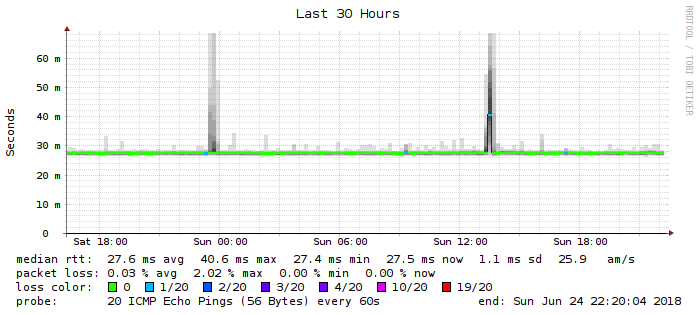 Last 30 Hours
RRDTOOL / TOBI OETIKER
Seconds
60 m
50 m
40 m
30 m
20 m
10 m
0
Sat 18:00 Sun 00:00 Sun 06:00 Sun 12:00 Sun 18:00
median rtt: 27.6 ms avg 40.6 ms max 27.4 ms min 27.5 ms now 1.1 ms sd 25.9 am/s
packet loss: 0.03 % avg 2.02 % max 0.00 % min 0.00 % now
loss color: 0 1/20 2/20 3/20 4/20 10/20 19/20
probe: 20 ICMP Echo Pings (56 Bytes) every 60s end: Sun Jun 24 22:20:04 2018